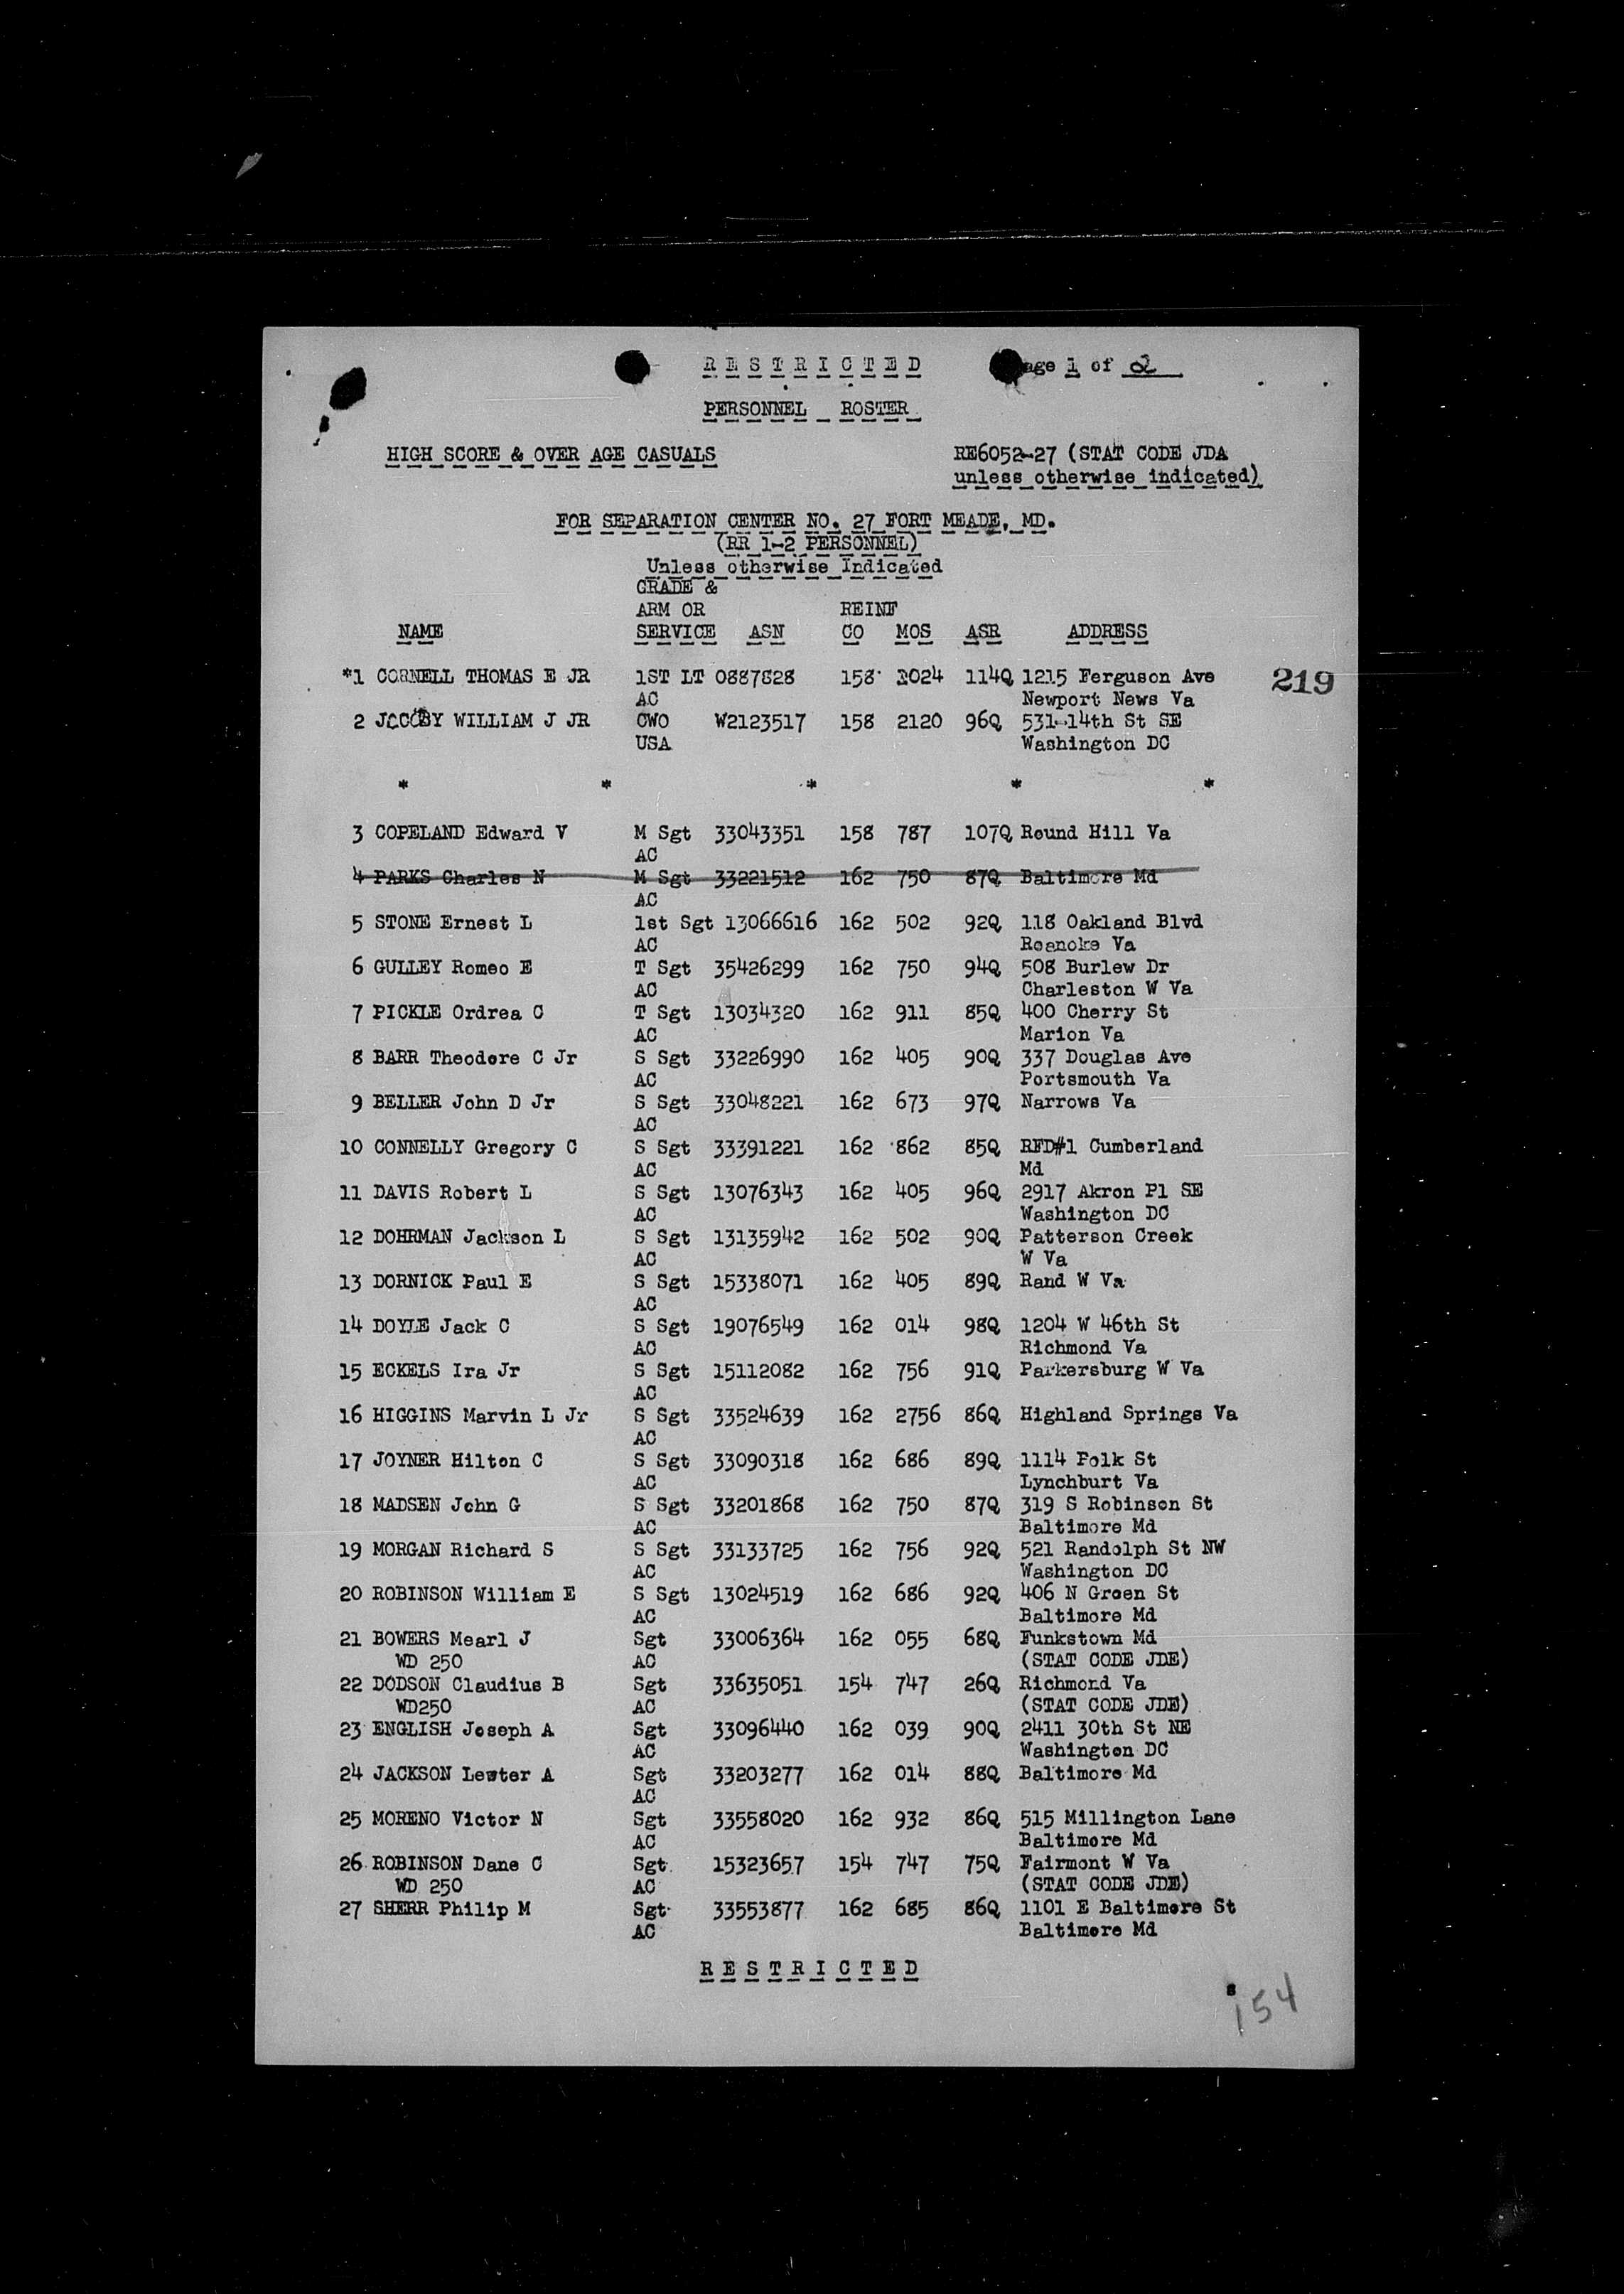 R E S T R I C T E D age 1 of 2
PERSONNEL ROSTER
HIGH SCORE & OVER AGE CASUALS RE6052-27 (STAT CODE JDA
unless otherwise indicated)
FOR SEPARATION CENTER NO. 27 FORT MEADE, MD.
(RR 1-2 PERSONNEL)
Unless otherwise Indicated
GRADE &
ARM OR REINF
NAME SERVICE ASN CO MOS ASR ADDRESS
*1 CORNELL THOMAS E JR 1ST LT 0887828 158 2024 114Q 1215 Ferguson Ave 219
AC Newport News Va
2 JACOBY WILLIAM J JR CWO W2123517 158 2120 96Q 531-14th St SE
USA Washington DC
* * * * *
3 COPELAND Edward V M Sgt 33043351 158 787 107Q Round Hill Va
AC
4 PARKS Charles N M Sgt 33221512 162 750 87Q Baltimore Md
AC
5 STONE Ernest L 1st Sgt 13066616 162 502 92Q 118 Oakland Blvd
AC Roanoke Va
6 GULLEY Romeo E T Sgt 35426299 162 750 94Q 508 Burlew Dr
AC Charleston W Va
7 PICKLE Ordrea C T Sgt 13034320 162 911 85Q 400 Cherry St
AC Marion Va
8 BARR Theodore C Jr S Sgt 33226990 162 405 90Q 337 Douglas Ave
AC Portsmouth Va
9 BELLER John D Jr S Sgt 33048221 162 673 97Q Narrows Va
AC
10 CONNELLY Gregory C S Sgt 33391221 162 862 85Q RFD#1 Cumberland
AC Md
11 DAVIS Robert L S Sgt 13076343 162 405 96Q 2917 Akron Pl SE
AC Washington DC
12 DOHRMAN Jackson L S Sgt 13135942 162 502 90Q Patterson Creek
AC W Va
13 DORNICK Paul E S Sgt 15338071 162 405 89Q Rand W Va
AC
14 DOYLE Jack C S Sgt 19076549 162 014 98Q 1204 W 46th St
AC Richmond Va
15 ECKELS Ira Jr S Sgt 15112082 162 756 91Q Parkersburg W Va
AC
16 HIGGINS Marvin L Jr S Sgt 33524639 162 2756 86Q Highland Springs Va
AC
17 JOYNER Hilton C S Sgt 33090318 162 686 89Q 1114 Polk St
AC Lynchburt Va
18 MADSEN John G S Sgt 33201868 162 750 87Q 319 S Robinson St
AC Baltimore Md
19 MORGAN Richard S S Sgt 33133725 162 756 92Q 521 Randolph St NW
AC Washington DC
20 ROBINSON William E S Sgt 13024519 162 686 92Q 406 N Green St
AC Baltimore Md
21 BOWERS Mearl J Sgt 33006364 162 055 68Q Funkstown Md
WD 250 AC (STAT CODE JDE)
22 DODSON Claudius B Sgt 33635051 154 747 26Q Richmond Va
WD250 AC (STAT CODE JDE)
23 ENGLISH Joseph A Sgt 33096440 162 039 90Q 2411 30th St NE
AC Washington DC
24 JACKSON Lester A Sgt 33203277 162 014 88Q Baltimore Md
AC
25 MORENO Victor N Sgt 33558020 162 932 86Q 515 Millington Lane
AC Baltimore Md
26 ROBINSON Dane C Sgt 15323657 154 747 75Q Fairmont W Va
WD 250 AC (STAT CODE JDE)
27 SHERR Philip M Sgt 33553877 162 685 86Q 1101 E Baltimore St
AC Baltimore Md
R E S T R I C T E D
154